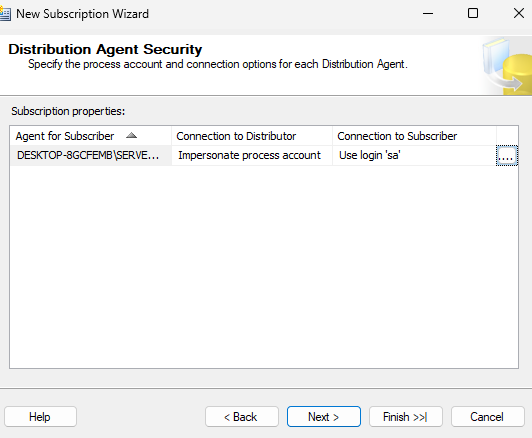 New Subscription Wizard
Distribution Agent Security
Specify the process account and connection options for each Distribution Agent.
Subscription properties:
Agent for Subscriber Connection to Distributor Connection to Subscriber
DESKTOP-8GCFEMB\SERVE... Impersonate process account Use login 'sa' ....
Help < Back Next > Finish >>| Cancel